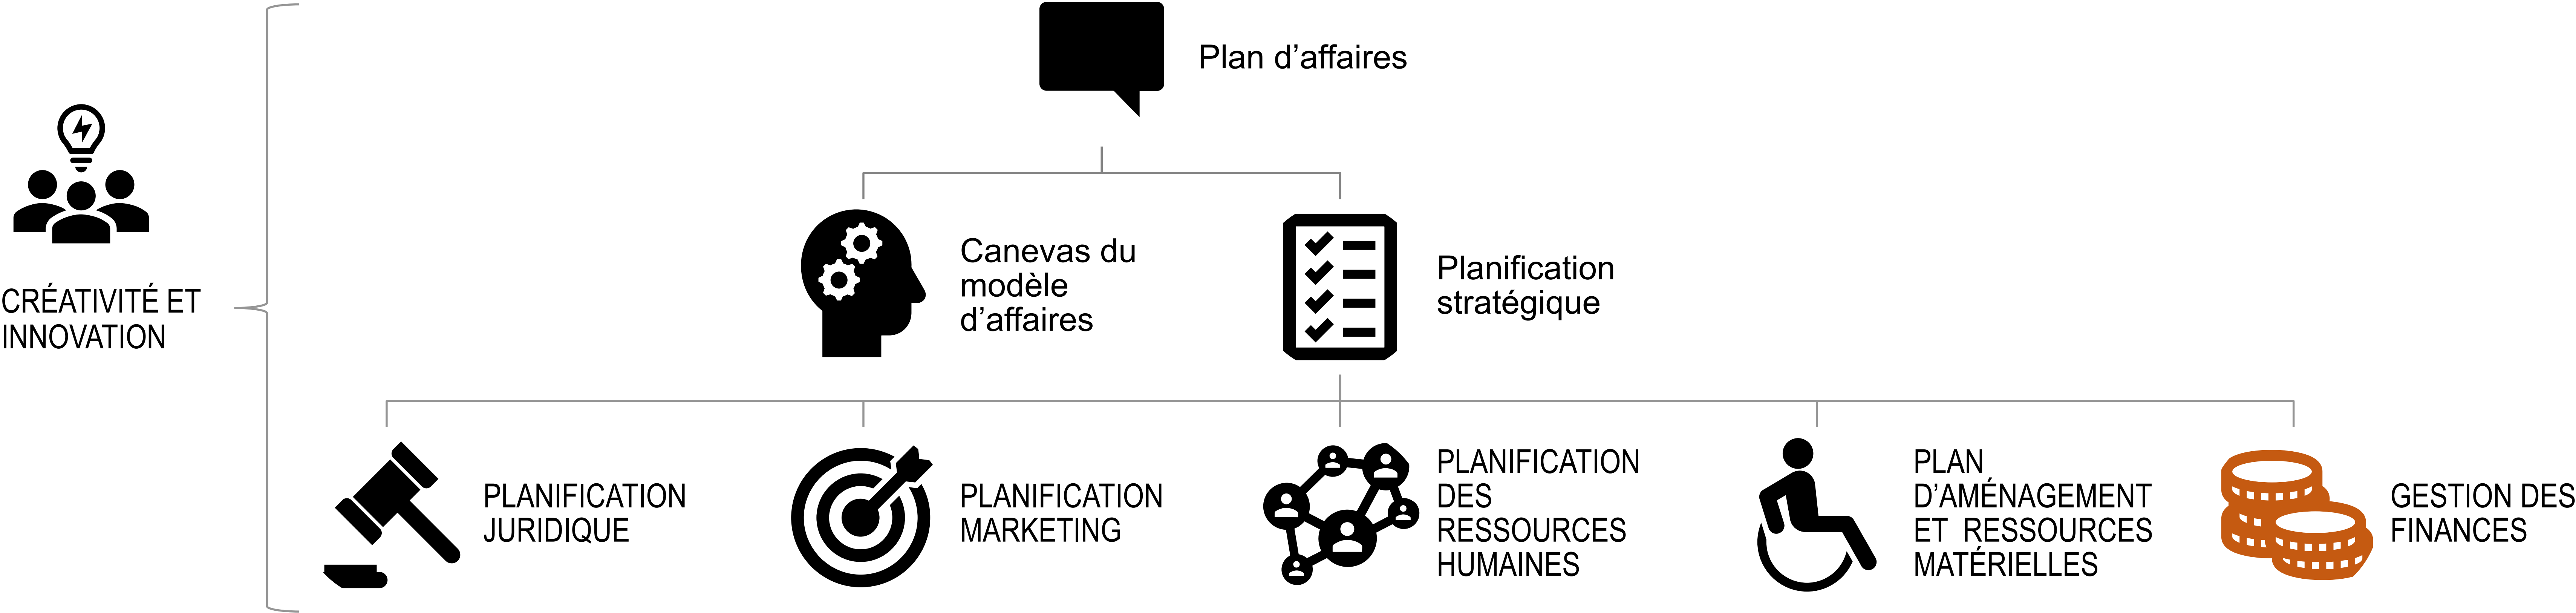 Plan d’affaires
CRÉATIVITÉ ET
INNOVATION
Canevas du
modèle
d’affaires
Planification
stratégique
PLANIFICATION
JURIDIQUE
PLANIFICATION
MARKETING
PLANIFICATION
DES
RESSOURCES
HUMAINES
PLAN
D’AMÉNAGEMENT
ET RESSOURCES
MATÉRIELLES
GESTION DES
FINANCES